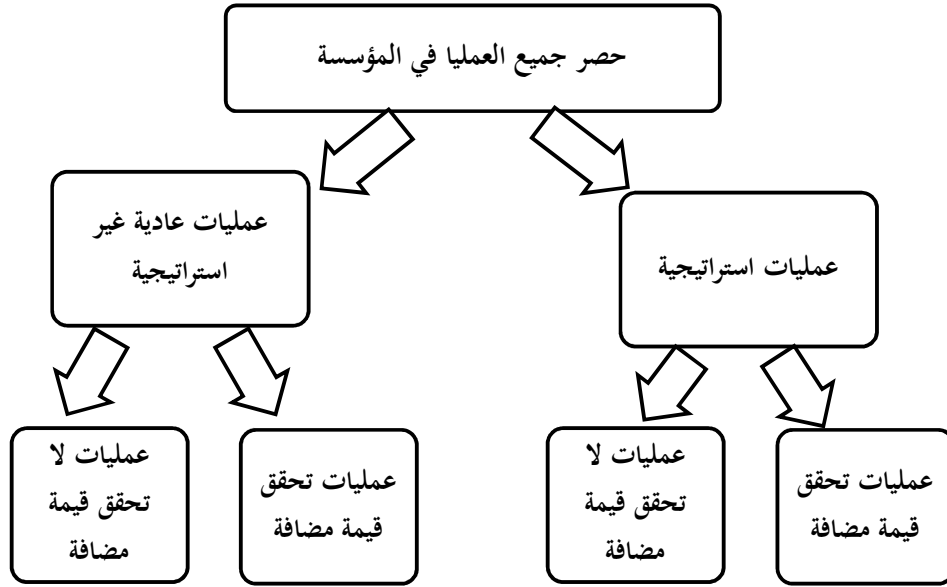 حصر جميع العمليا في المؤسسة
عمليات استراتيجية
عمليات عادية غير
استراتيجية
عمليات تحقق
قيمة مضافة
عمليات لا
تحقق قيمة
مضافة
عمليات تحقق
قيمة مضافة
عمليات لا
تحقق قيمة
مضافة